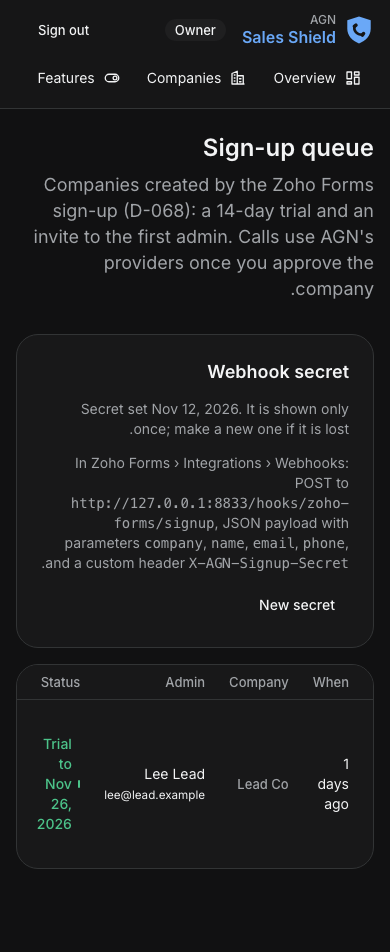 AGN
Sales Shield
Owner
Sign out
Overview
Companies
Features
Sign-up queue
Companies created by the Zoho Forms
sign-up (D-068): a 14-day trial and an
invite to the first admin. Calls use AGN's
providers once you approve the
.company
Webhook secret
Secret set Nov 12, 2026. It is shown only
.once; make a new one if it is lost
In Zoho Forms › Integrations › Webhooks:
POST to
http://127.0.0.1:8833/hooks/zoho-
forms/signup, JSON payload with
parameters company, name, email, phone,
.and a custom header X-AGN-Signup-Secret
New secret
When
Company
Admin
Status
1
days
ago
Lead Co
Lee Lead
lee@lead.example
Trial
to
Nov
26,
2026